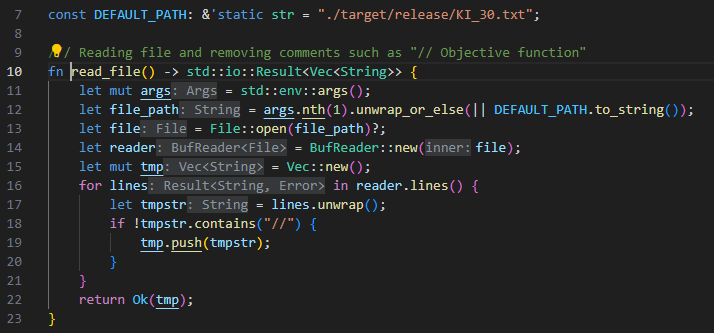 7 const DEFAULT_PATH: &'static str = "./target/release/KI_30.txt";
8
9 // Reading file and removing comments such as "// Objective function"
10 fn read_file() -> std::io::Result<Vec<String>> {
11     let mut args: Args = std::env::args();
12     let file_path: String = args.nth(1).unwrap_or_else(|| DEFAULT_PATH.to_string());
13     let file: File = File::open(file_path)?;
14     let reader: BufReader<File> = BufReader::new(inner: file);
15     let mut tmp: Vec<String> = Vec::new();
16     for lines: Result<String, Error> in reader.lines() {
17         let tmpstr: String = lines.unwrap();
18         if !tmpstr.contains("//") {
19             tmp.push(tmpstr);
20         }
21     }
22     return Ok(tmp);
23 }